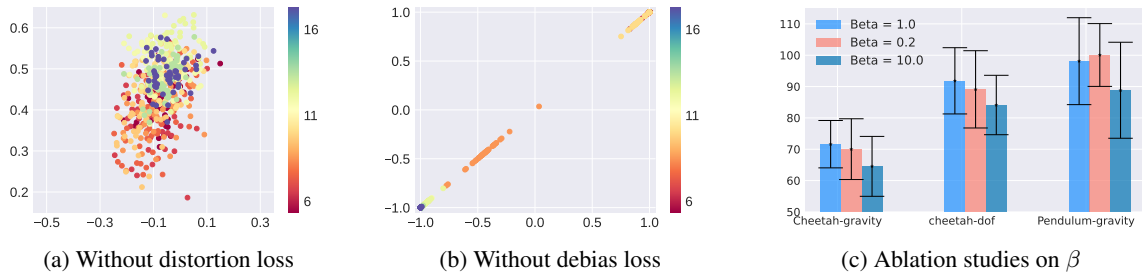 0.6
0.5
0.4
0.3
0.2
−0.5 −0.3 −0.1 0.1 0.3
16
11
6
1.0
0.5
0.0
−0.5
−1.0
−1.0 −0.5 0.0 0.5 1.0
16
11
6
110
100
90
80
70
60
50
Beta = 1.0
Beta = 0.2
Beta = 10.0
Cheetah-gravity cheetah-dof Pendulum-gravity
(a) Without distortion loss
(b) Without debias loss
(c) Ablation studies on β